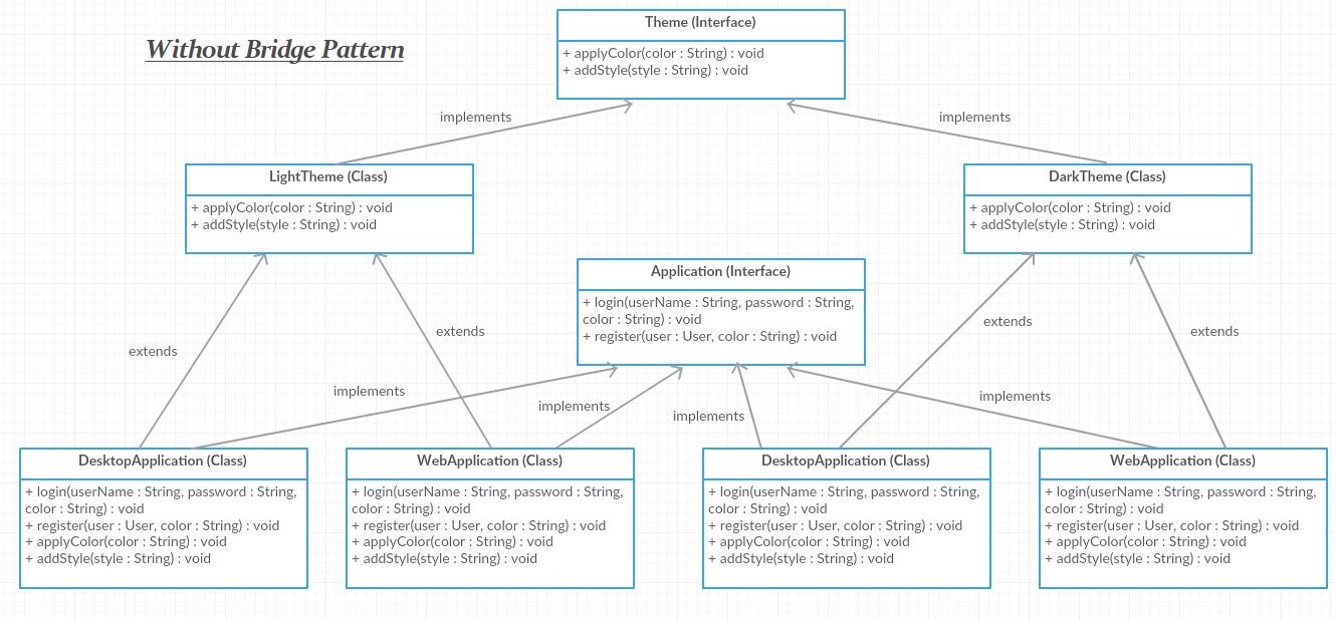 Without Bridge Pattern
Theme (Interface)
+ applyColor(color : String) : void
+ addStyle(style : String) : void
implements
implements
LightTheme (Class)
+ applyColor(color : String) : void
+ addStyle(style : String) : void
DarkTheme (Class)
+ applyColor(color : String) : void
+ addStyle(style : String) : void
Application (Interface)
+ login(userName : String, password : String,
color : String) : void
+ register(user : User, color : String) : void
extends
extends
extends
extends
implements
implements
implements
implements
DesktopApplication (Class)
+ login(userName : String, password : String,
color : String) : void
+ register(user : User, color : String) : void
+ applyColor(color : String) : void
+ addStyle(style : String) : void
WebApplication (Class)
+ login(userName : String, password : String,
color : String) : void
+ register(user : User, color : String) : void
+ applyColor(color : String) : void
+ addStyle(style : String) : void
DesktopApplication (Class)
+ login(userName : String, password : String,
color : String) : void
+ register(user : User, color : String) : void
+ applyColor(color : String) : void
+ addStyle(style : String) : void
WebApplication (Class)
+ login(userName : String, password : String,
color : String) : void
+ register(user : User, color : String) : void
+ applyColor(color : String) : void
+ addStyle(style : String) : void